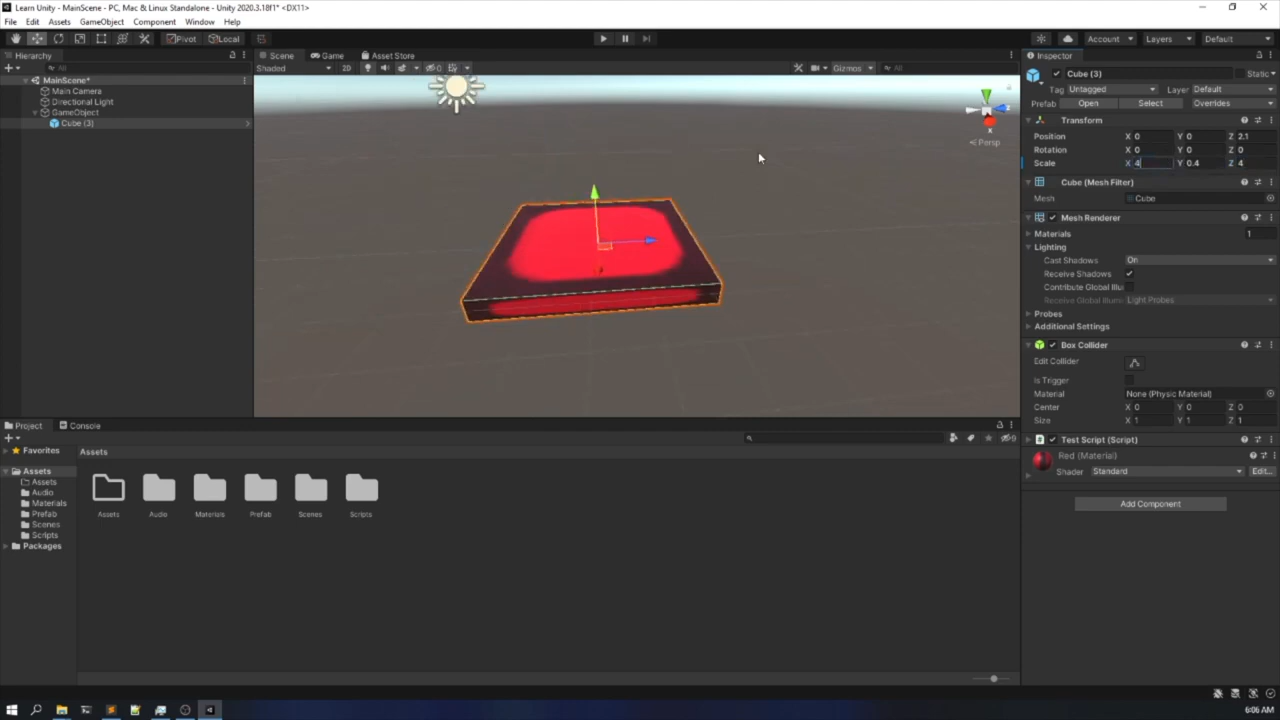 Learn Unity - MainScene - PC, Mac & Linux Standalone - Unity 2020.3.18f1* <DX11>
File Edit Assets GameObject Component Window Help
Pivot Local Account Layers Default
Hierarchy Scene Game Asset Store Inspector
All Shaded 2D Gizmos All Cube (3) Static
MainScene*
Main Camera Tag Untagged Layer Default
Directional Light Prefab Open Select Overrides
GameObject
Cube (3) Transform
Position X 0 Y 0 Z 2.1
Persp
Rotation X 0 Y 0 Z 0
Scale X 4 Y 0.4 Z 4
Cube (Mesh Filter)
Mesh Cube
Mesh Renderer
Materials 1
Lighting
Cast Shadows On
Receive Shadows
Contribute Global Illu
Receive Global Illum Light Probes
Probes
Additional Settings
Box Collider
Edit Collider
Is Trigger
Material None (Physic Material)
Center X 0 Y 0 Z 0
Size X 1 Y 1 Z 1
Project Console
9
Test Script (Script)
Favorites Assets
Red (Material)
Shader Standard Edit...
Assets
Assets
Audio
Materials
Prefab
Scenes
Scripts
Packages
Assets Audio Materials Prefab Scenes Scripts
Add Component
6:06 AM